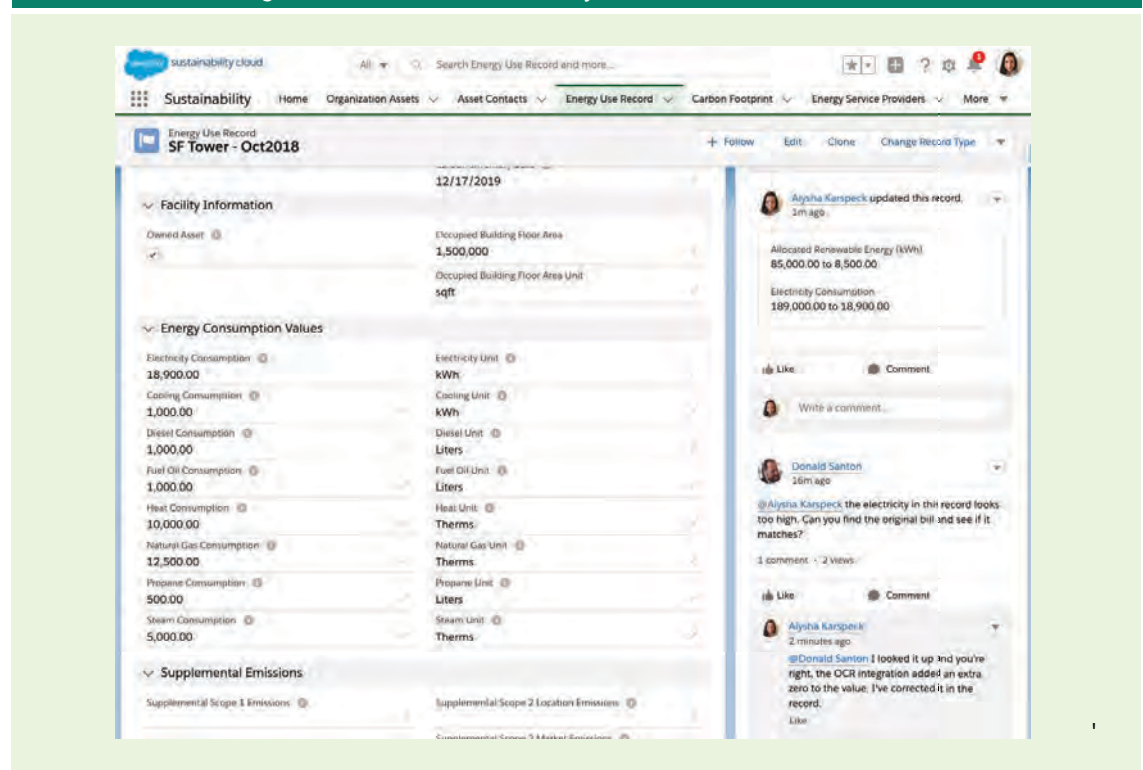 sustainability cloud
All
Search Energy Use Record and more...
Sustainability Home Organization Assets Asset Contacts Energy Use Record Carbon Footprint Energy Service Providers More
Energy Use Record
SF Tower - Oct2018
+ Follow Edit Clone Change Record Type
12/17/2019
Facility Information
Owned Asset
Occupied Building Floor Area
1,500,000
Occupied Building Floor Area Unit
sqft
Energy Consumption Values
Electricity Consumption Electricity Unit
18,900.00 kWh
Cooling Consumption Cooling Unit
1,000.00 kWh
Diesel Consumption Diesel Unit
1,000.00 Liters
Fuel Oil Consumption Fuel Oil Unit
1,000.00 Liters
Heat Consumption Heat Unit
10,000.00 Therms
Natural Gas Consumption Natural Gas Unit
12,500.00 Therms
Propane Consumption Propane Unit
500.00 Liters
Steam Consumption Steam Unit
5,000.00 Therms
Supplemental Emissions
Supplemental Scope 1 Emissions Supplemental Scope 2 Location Emissions
Supplemental Scope 2 Market Emissions
Alysha Karspeck updated this record.
1m ago
Allocated Renewable Energy (kWh)
85,000.00 to 8,500.00
Electricity Consumption
189,000.00 to 18,900.00
Like Comment
Write a comment...
Donald Santon
16m ago
@Alysha Karspeck the electricity in this record looks
too high. Can you find the original bill and see if it
matches?
1 comment · 2 views
Like Comment
Alysha Karspeck
2 minutes ago
@Donald Santon I looked it up and you're
right, the OCR integration added an extra
zero to the value. I've corrected it in the
record.
Like